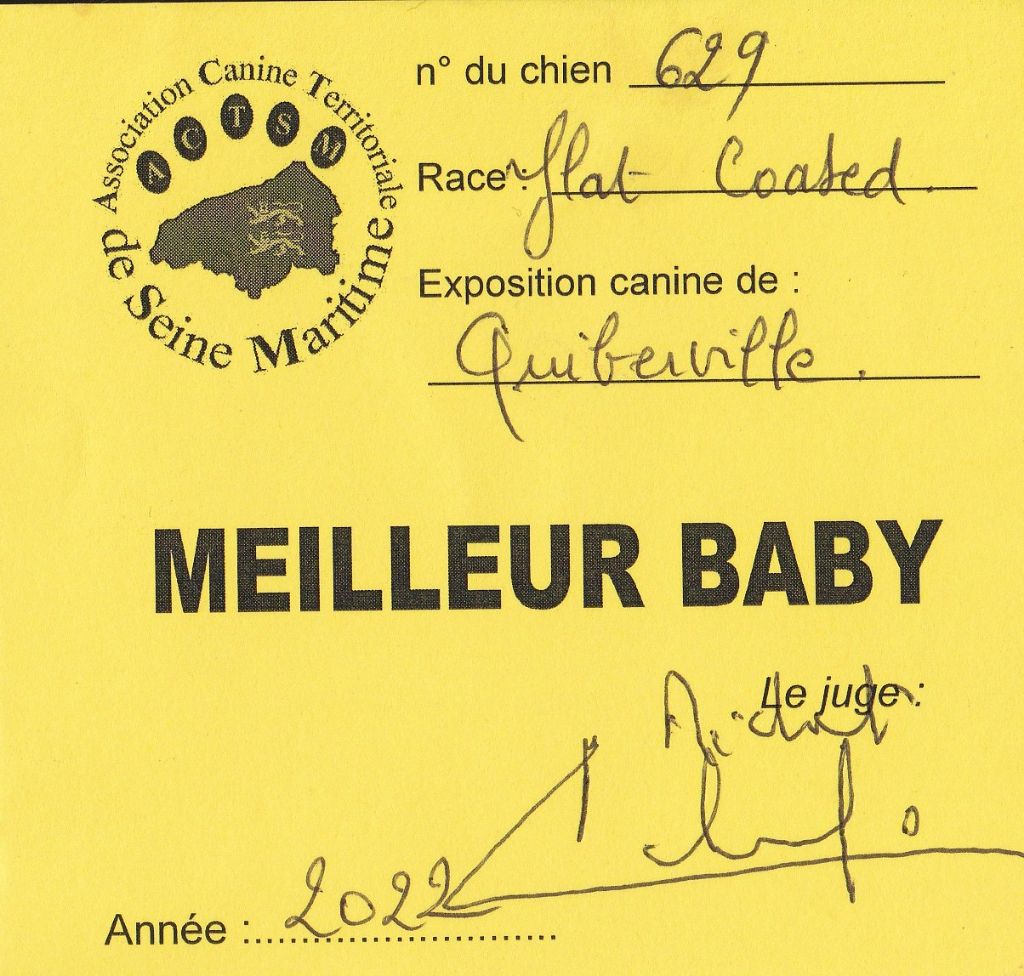 Association Canine Territoriale
de Seine Maritime
A C T S M
n° du chien 629
Race : Flat Coated.
Exposition canine de :
Quiberville.
MEILLEUR BABY
Le juge :
Année :.............................. 2022